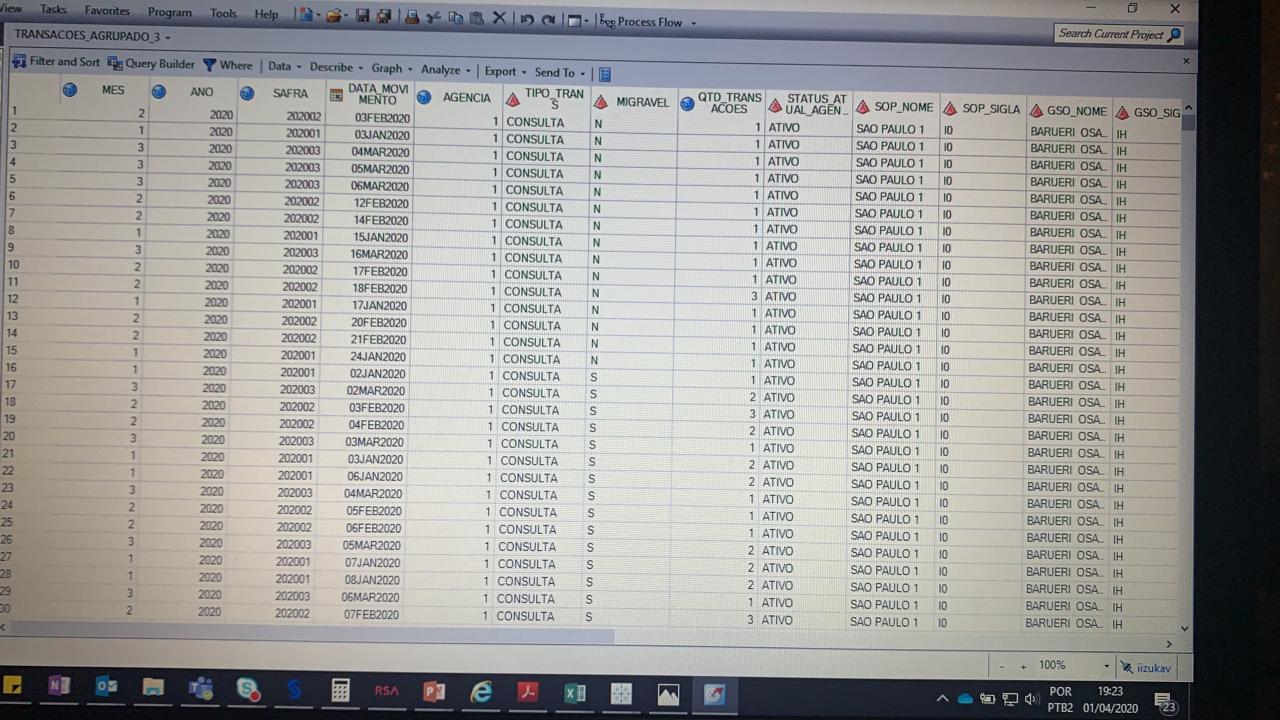 View Tasks Favorites Program Tools Help Process Flow
TRANSACOES_AGRUPADO_3 Search Current Project
Filter and Sort Query Builder Where Data Describe Graph Analyze Export Send To
MES ANO SAFRA DATA_MOVI MENTO AGENCIA TIPO_TRAN S MIGRAVEL QTD_TRANS ACOES STATUS_AT UAL_AGEN... SOP_NOME SOP_SIGLA GSO_NOME GSO_SIG
1 2 2020 202002 03FEB2020 1 CONSULTA N 1 ATIVO SAO PAULO 1 I0 BARUERI OSA... IH
2 1 2020 202001 03JAN2020 1 CONSULTA N 1 ATIVO SAO PAULO 1 I0 BARUERI OSA... IH
3 3 2020 202003 04MAR2020 1 CONSULTA N 1 ATIVO SAO PAULO 1 I0 BARUERI OSA... IH
4 3 2020 202003 05MAR2020 1 CONSULTA N 1 ATIVO SAO PAULO 1 I0 BARUERI OSA... IH
5 3 2020 202003 06MAR2020 1 CONSULTA N 1 ATIVO SAO PAULO 1 I0 BARUERI OSA... IH
6 2 2020 202002 12FEB2020 1 CONSULTA N 1 ATIVO SAO PAULO 1 I0 BARUERI OSA... IH
7 2 2020 202002 14FEB2020 1 CONSULTA N 1 ATIVO SAO PAULO 1 I0 BARUERI OSA... IH
8 1 2020 202001 15JAN2020 1 CONSULTA N 1 ATIVO SAO PAULO 1 I0 BARUERI OSA... IH
9 3 2020 202003 16MAR2020 1 CONSULTA N 1 ATIVO SAO PAULO 1 I0 BARUERI OSA... IH
10 2 2020 202002 17FEB2020 1 CONSULTA N 1 ATIVO SAO PAULO 1 I0 BARUERI OSA... IH
11 2 2020 202002 18FEB2020 1 CONSULTA N 3 ATIVO SAO PAULO 1 I0 BARUERI OSA... IH
12 1 2020 202001 17JAN2020 1 CONSULTA N 1 ATIVO SAO PAULO 1 I0 BARUERI OSA... IH
13 2 2020 202002 20FEB2020 1 CONSULTA N 1 ATIVO SAO PAULO 1 I0 BARUERI OSA... IH
14 2 2020 202002 21FEB2020 1 CONSULTA N 1 ATIVO SAO PAULO 1 I0 BARUERI OSA... IH
15 1 2020 202001 24JAN2020 1 CONSULTA N 1 ATIVO SAO PAULO 1 I0 BARUERI OSA... IH
16 1 2020 202001 02JAN2020 1 CONSULTA S 1 ATIVO SAO PAULO 1 I0 BARUERI OSA... IH
17 3 2020 202003 02MAR2020 1 CONSULTA S 2 ATIVO SAO PAULO 1 I0 BARUERI OSA... IH
18 2 2020 202002 03FEB2020 1 CONSULTA S 3 ATIVO SAO PAULO 1 I0 BARUERI OSA... IH
19 2 2020 202002 04FEB2020 1 CONSULTA S 2 ATIVO SAO PAULO 1 I0 BARUERI OSA... IH
20 3 2020 202003 03MAR2020 1 CONSULTA S 1 ATIVO SAO PAULO 1 I0 BARUERI OSA... IH
21 1 2020 202001 03JAN2020 1 CONSULTA S 2 ATIVO SAO PAULO 1 I0 BARUERI OSA... IH
22 1 2020 202001 06JAN2020 1 CONSULTA S 2 ATIVO SAO PAULO 1 I0 BARUERI OSA... IH
23 3 2020 202003 04MAR2020 1 CONSULTA S 1 ATIVO SAO PAULO 1 I0 BARUERI OSA... IH
24 2 2020 202002 05FEB2020 1 CONSULTA S 1 ATIVO SAO PAULO 1 I0 BARUERI OSA... IH
25 2 2020 202002 06FEB2020 1 CONSULTA S 1 ATIVO SAO PAULO 1 I0 BARUERI OSA... IH
26 3 2020 202003 05MAR2020 1 CONSULTA S 2 ATIVO SAO PAULO 1 I0 BARUERI OSA... IH
27 1 2020 202001 07JAN2020 1 CONSULTA S 2 ATIVO SAO PAULO 1 I0 BARUERI OSA... IH
28 1 2020 202001 08JAN2020 1 CONSULTA S 2 ATIVO SAO PAULO 1 I0 BARUERI OSA... IH
29 3 2020 202003 06MAR2020 1 CONSULTA S 1 ATIVO SAO PAULO 1 I0 BARUERI OSA... IH
30 2 2020 202002 07FEB2020 1 CONSULTA S 3 ATIVO SAO PAULO 1 I0 BARUERI OSA... IH
- + 100% iizukav
RSA POR 19:23
PTB2 01/04/2020 23